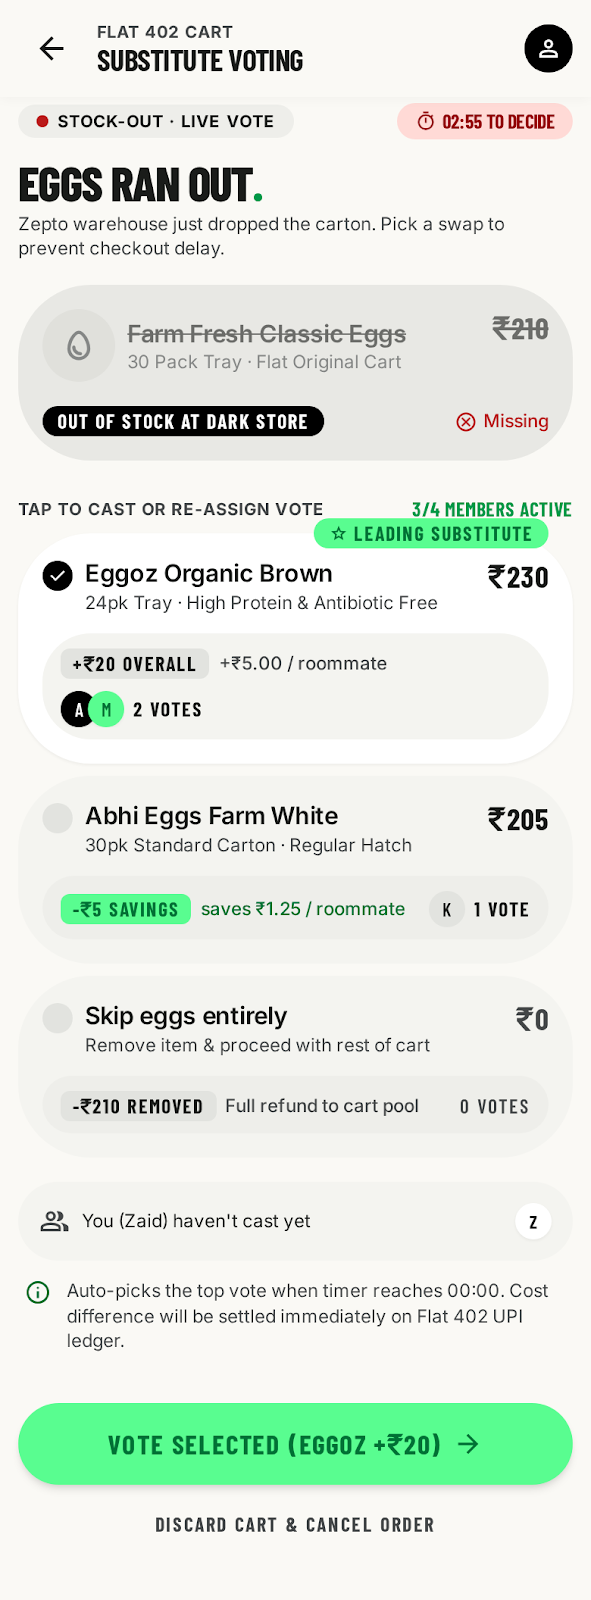 FLAT 402 CART
SUBSTITUTE VOTING
STOCK-OUT · LIVE VOTE
02:55 TO DECIDE
EGGS RAN OUT.
Zepto warehouse just dropped the carton. Pick a swap to
prevent checkout delay.
Farm Fresh Classic Eggs
₹210
30 Pack Tray · Flat Original Cart
OUT OF STOCK AT DARK STORE
Missing
TAP TO CAST OR RE-ASSIGN VOTE
3/4 MEMBERS ACTIVE
LEADING SUBSTITUTE
Eggoz Organic Brown
₹230
24pk Tray · High Protein & Antibiotic Free
+₹20 OVERALL
+₹5.00 / roommate
A M 2 VOTES
Abhi Eggs Farm White
₹205
30pk Standard Carton · Regular Hatch
-₹5 SAVINGS
saves ₹1.25 / roommate
K 1 VOTE
Skip eggs entirely
₹0
Remove item & proceed with rest of cart
-₹210 REMOVED
Full refund to cart pool
0 VOTES
You (Zaid) haven't cast yet
Z
Auto-picks the top vote when timer reaches 00:00. Cost
difference will be settled immediately on Flat 402 UPI
ledger.
VOTE SELECTED (EGGOZ +₹20)
DISCARD CART & CANCEL ORDER